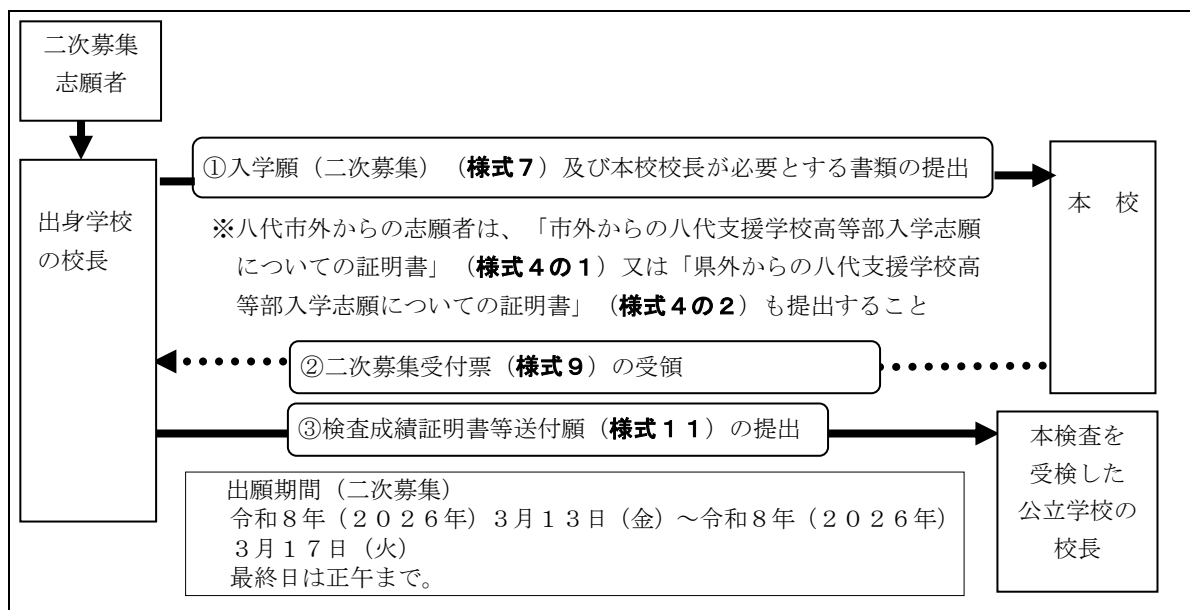 二次募集
志願者
出身学校
の校長
①入学願（二次募集）（様式７）及び本校校長が必要とする書類の提出
※八代市外からの志願者は、「市外からの八代支援学校高等部入学志願
についての証明書」（様式４の１）又は「県外からの八代支援学校高
等部入学志願についての証明書」（様式４の２）も提出すること
本　校
②二次募集受付票（様式９）の受領
③検査成績証明書等送付願（様式１１）の提出
本検査を
受検した
公立学校の
校長
出願期間（二次募集）
令和８年（２０２６年）３月１３日（金）～令和８年（２０２６年）
３月１７日（火）
最終日は正午まで。